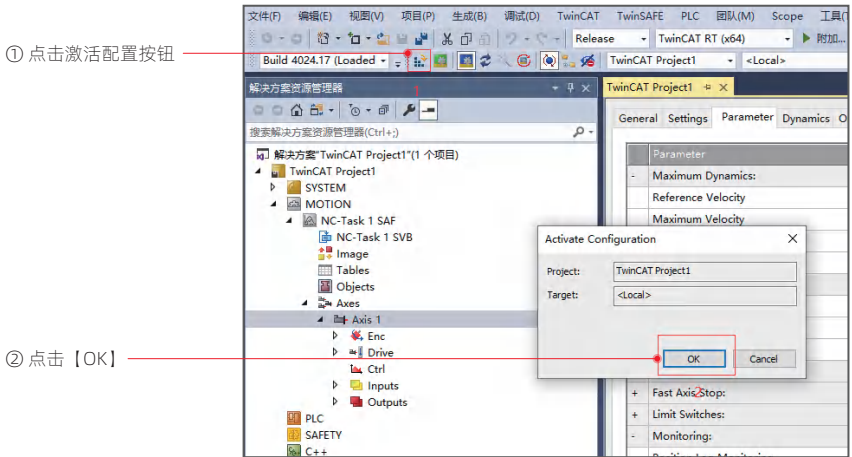 文件(F) 编辑(E) 视图(V) 项目(P) 生成(B) 调试(D) TwinCAT TwinSAFE PLC 团队(M) Scope 工具(T
Release TwinCAT RT (x64) 附加...
① 点击激活配置按钮
Build 4024.17 (Loaded TwinCAT Project1 <Local>
1
解决方案资源管理器
TwinCAT Project1
搜索解决方案资源管理器(Ctrl+;)
General Settings Parameter Dynamics O
解决方案"TwinCAT Project1"(1 个项目)
Parameter
TwinCAT Project1
- Maximum Dynamics:
SYSTEM
Reference Velocity
MOTION
Maximum Velocity
NC-Task 1 SAF
NC-Task 1 SVB
Activate Configuration
Image
Project: TwinCAT Project1
Tables
Objects
Target: <Local>
Axes
Axis 1
Enc
② 点击【OK】
Drive
OK Cancel
Ctrl
Inputs
+ Fast Axis Stop:
2
Outputs
+ Limit Switches:
PLC
SAFETY
- Monitoring:
C++
Position Lag Monitoring